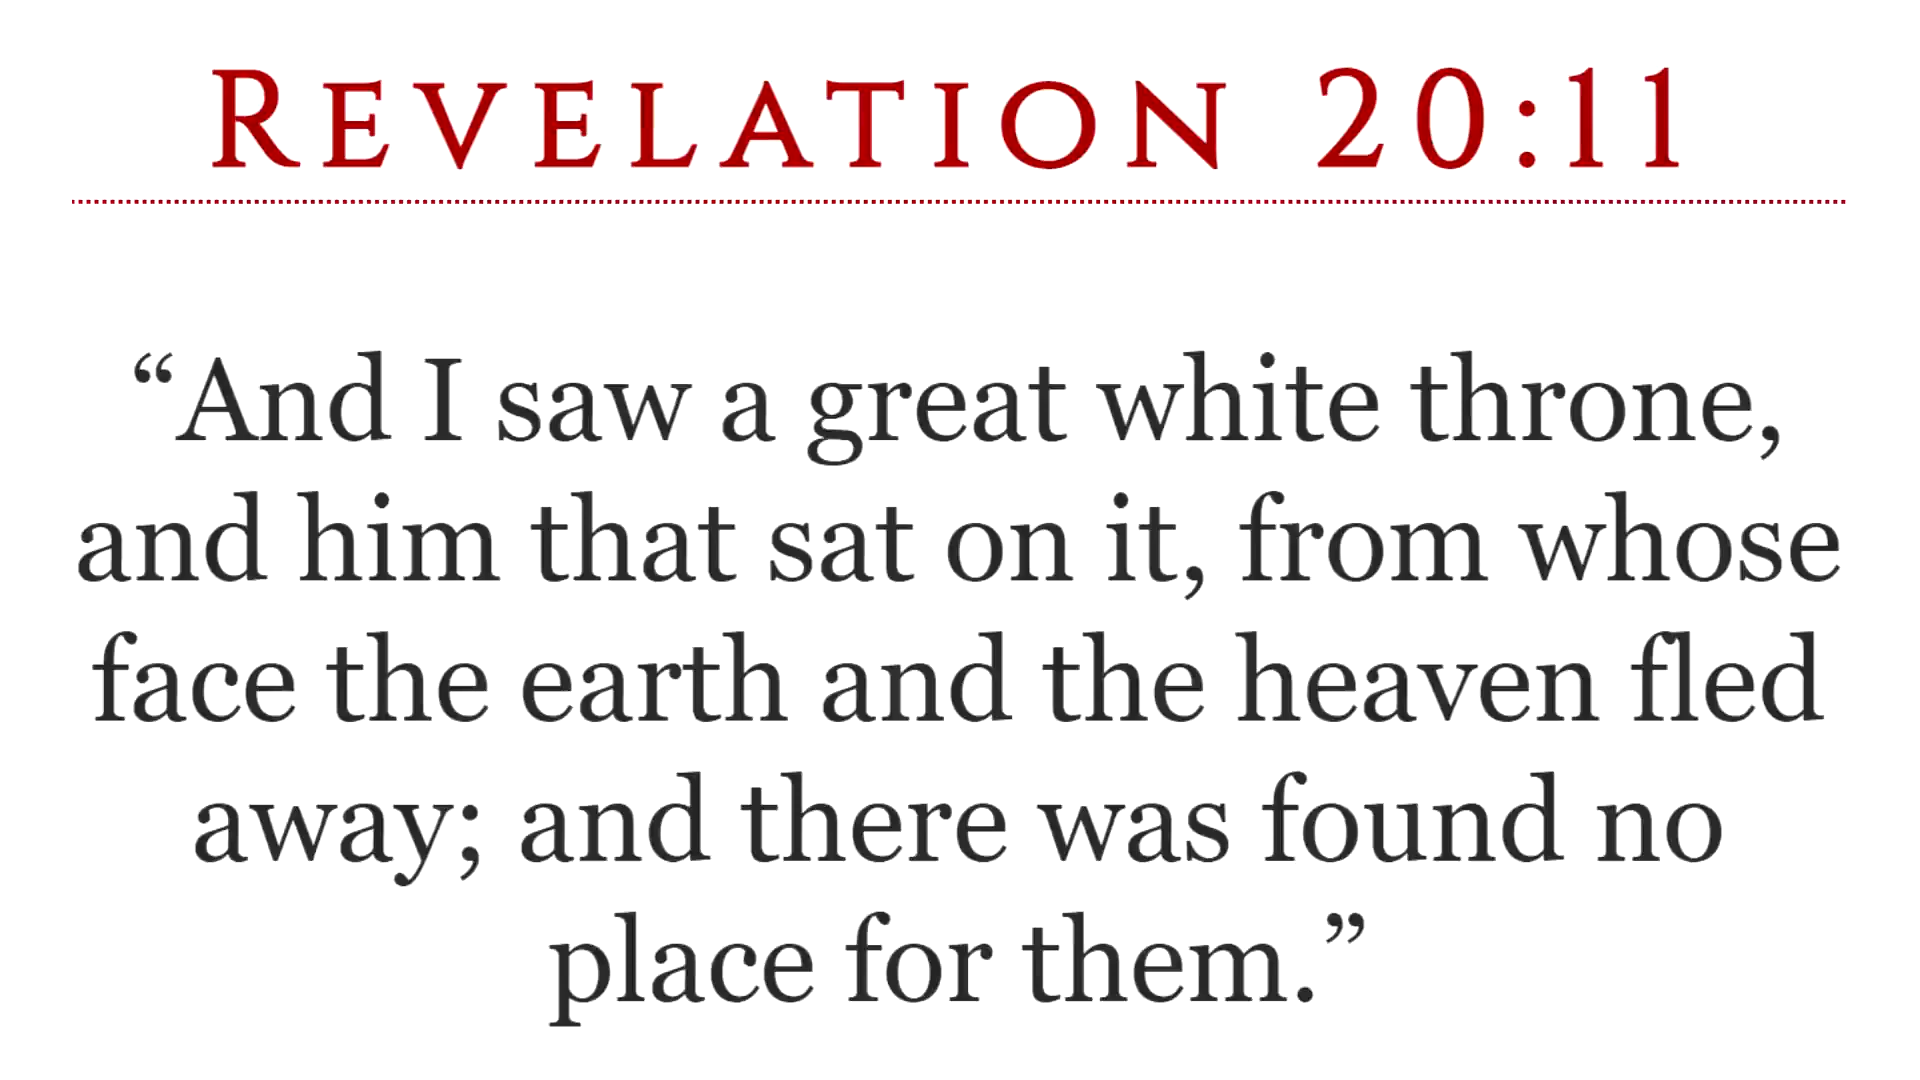 Revelation 20:11
“And I saw a great white throne,
and him that sat on it, from whose
face the earth and the heaven fled
away; and there was found no
place for them.”